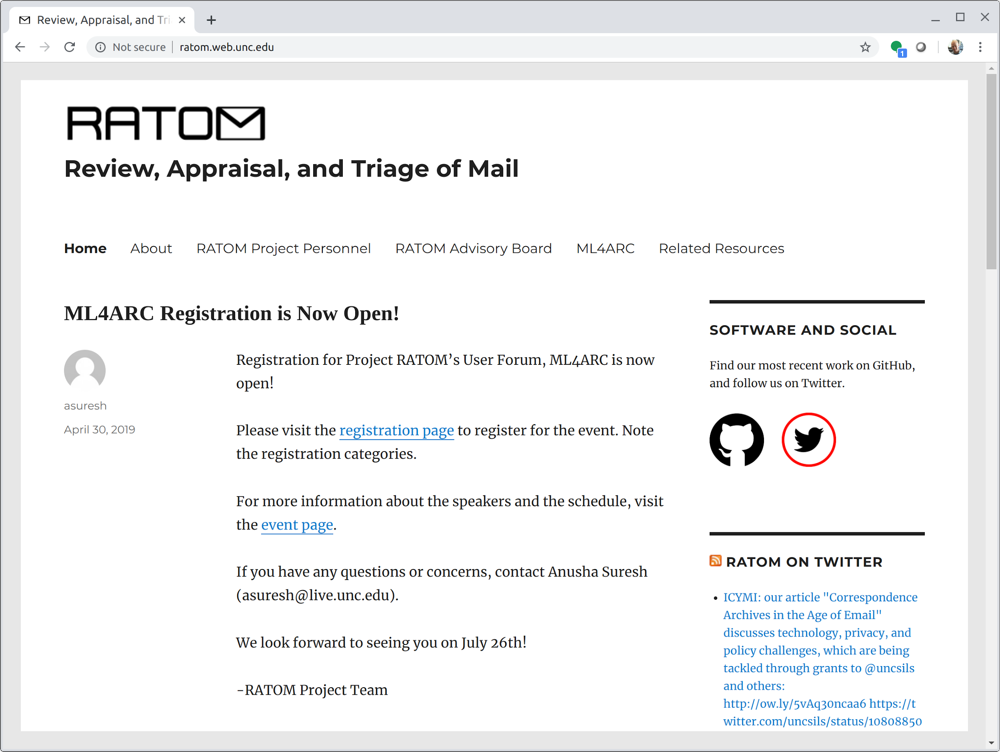 Review, Appraisal, and Tri
Not secure
ratom.web.unc.edu
1
RATOM
Review, Appraisal, and Triage of Mail
Home About RATOM Project Personnel RATOM Advisory Board ML4ARC Related Resources
ML4ARC Registration is Now Open!
asuresh
April 30, 2019
Registration for Project RATOM’s User Forum, ML4ARC is now
open!
Please visit the registration page to register for the event. Note
the registration categories.
For more information about the speakers and the schedule, visit
the event page.
If you have any questions or concerns, contact Anusha Suresh
(asuresh@live.unc.edu).
We look forward to seeing you on July 26th!
-RATOM Project Team
SOFTWARE AND SOCIAL
Find our most recent work on GitHub,
and follow us on Twitter.
RATOM ON TWITTER
ICYMI: our article "Correspondence
Archives in the Age of Email"
discusses technology, privacy, and
policy challenges, which are being
tackled through grants to @uncsils
and others:
http://ow.ly/5vAq30ncaa6 https://t
witter.com/uncsils/status/10808850